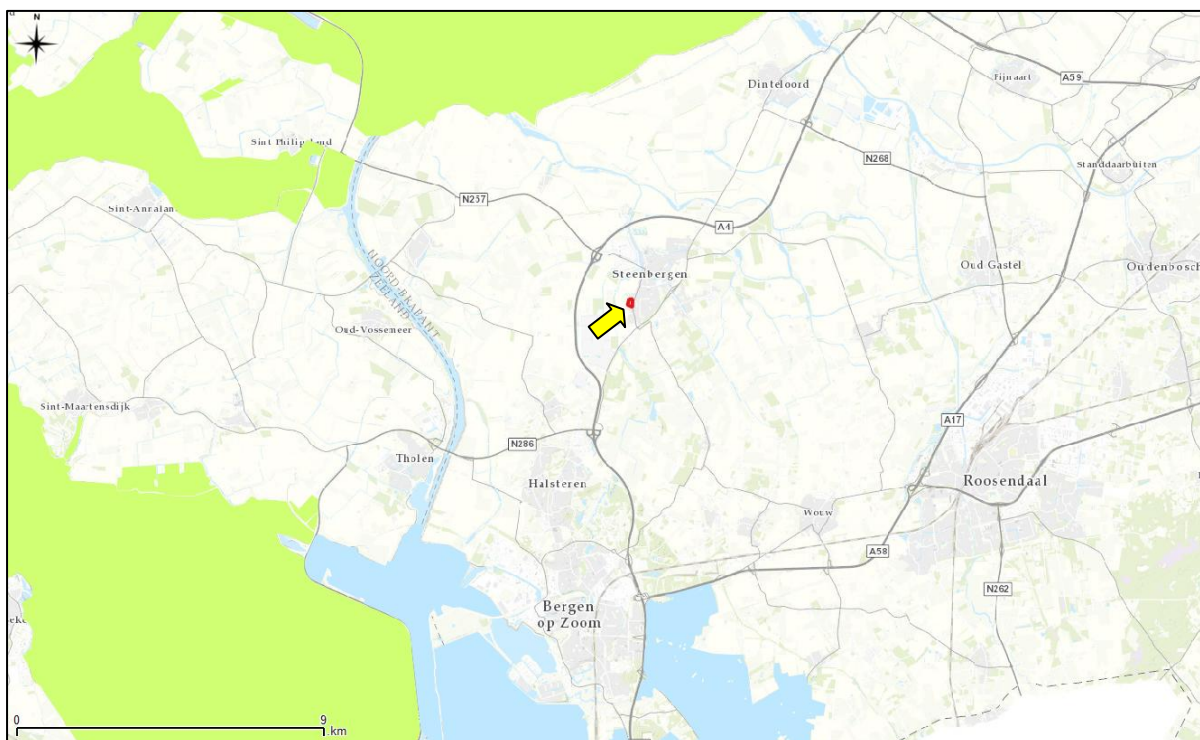 N
Dinteloord
Fijnaart
A59
Sint Philipsland
N268
Standdaarbuiten
N257
Sint-Annaland
A4
NOORD-BRABANT
ZEELAND
Steenbergen
Oud Gastel
Oudenbosch
Oud-Vossemeer
Sint-Maartensdijk
A17
N286
Tholen
Halsteren
Roosendaal
Wouw
A58
N262
Bergen
op Zoom
0
9
km